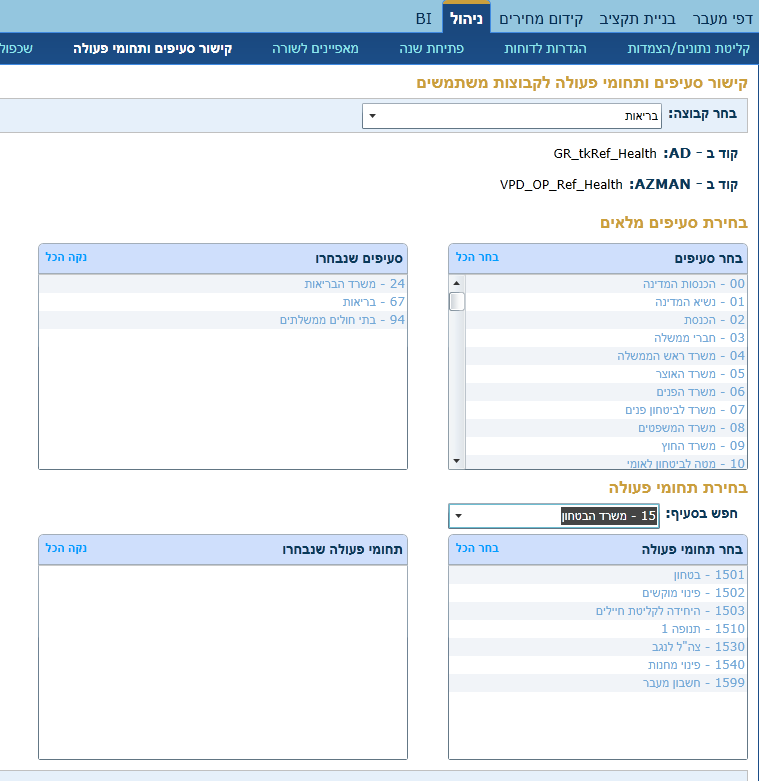 דפי מעבר בניית תקציב קידום מחירים ניהול BI
קליטת נתונים/הצמדות הגדרות לדוחות פתיחת שנה מאפיינים לשורה קישור סעיפים ותחומי פעולה שכפול
קישור סעיפים ותחומי פעולה לקבוצות משתמשים
בחר קבוצה: בריאות
קוד ב - AD: GR_tkRef_Health
קוד ב - AZMAN: VPD_OP_Ref_Health
בחירת סעיפים מלאים
בחר סעיפים בחר הכל
00 - הכנסות המדינה
01 - נשיא המדינה
02 - הכנסת
03 - חברי ממשלה
04 - משרד ראש הממשלה
05 - משרד האוצר
06 - משרד הפנים
07 - משרד לביטחון פנים
08 - משרד המשפטים
09 - משרד החוץ
10 - מטה לביטחון לאומי
סעיפים שנבחרו נקה הכל
24 - משרד הבריאות
67 - בריאות
94 - בתי חולים ממשלתים
בחירת תחומי פעולה
חפש בסעיף: 15 - משרד הבטחון
בחר תחומי פעולה בחר הכל
1501 - בטחון
1502 - פינוי מוקשים
1503 - היחידה לקליטת חיילים
1510 - תנופה 1
1530 - צה"ל לנגב
1540 - פינוי מחנות
1599 - חשבון מעבר
תחומי פעולה שנבחרו נקה הכל